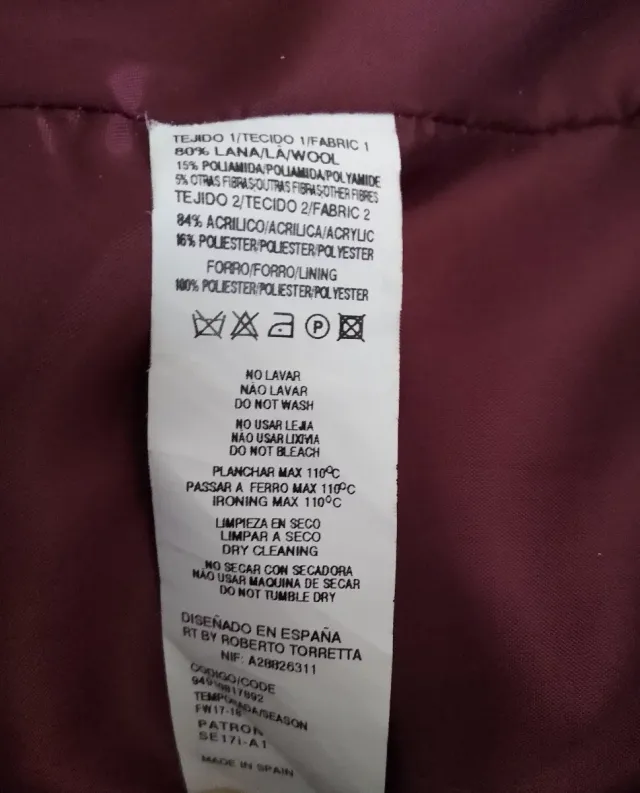 TEJIDO 1/TECIDO 1/FABRIC 1
80% LANA/LÀ/WOOL
15% POLIAMIDA/POLIAMIDA/POLYAMIDE
5% OTRAS FIBRAS/OUTRAS FIBRAS/OTHER FIBRES
TEJIDO 2/TECIDO 2/FABRIC 2
84% ACRILICO/ACRILICA/ACRYLIC
16% POLIESTER/POLIESTER/POLYESTER
FORRO/FORRO/LINING
100% POLIESTER/POLIESTER/POLYESTER
P
NO LAVAR
NÃO LAVAR
DO NOT WASH
NO USAR LEJIA
NÃO USAR LIXIVIA
DO NOT BLEACH
PLANCHAR MAX 110ºC
PASSAR A FERRO MAX 110ºC
IRONING MAX 110ºC
LIMPIEZA EN SECO
LIMPAR A SECO
DRY CLEANING
NO SECAR CON SECADORA
NÃO USAR MAQUINA DE SECAR
DO NOT TUMBLE DRY
DISEÑADO EN ESPAÑA
RT BY ROBERTO TORRETTA
NIF: A28826311
CODIGO/CODE
TEMPORADA/SEASON
FW17-18
PATRON
SE17I-A1
MADE IN SPAIN